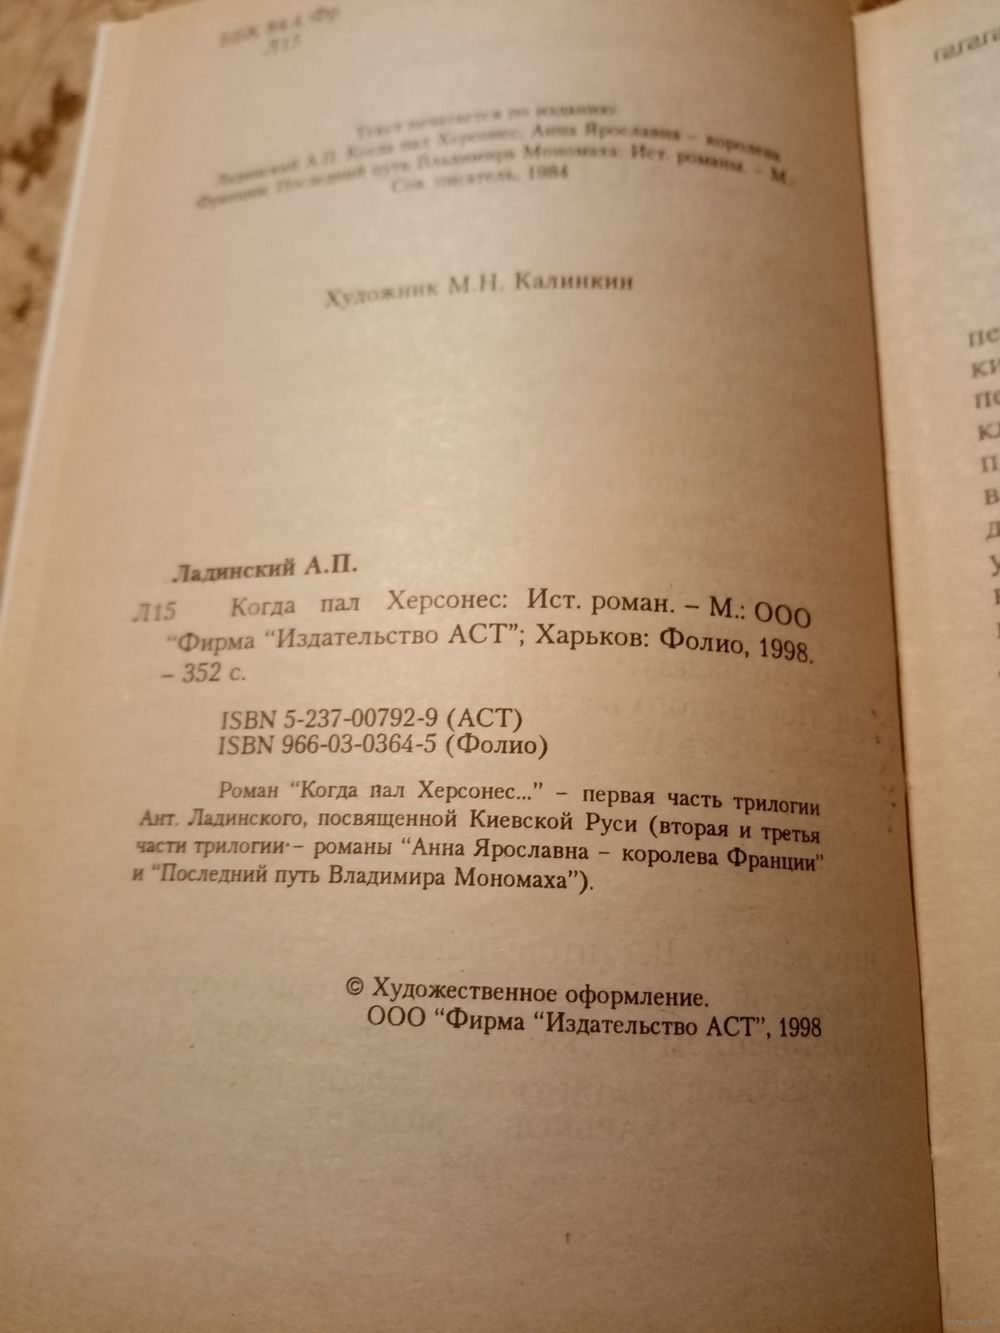 ББК 84.4 Фр
Л15
Текст печатается по изданию
Ладинский А.П. Когда пал Херсонес; Анна Ярославна – королева
Франции; Последний путь Владимира Мономаха: Ист. романы. – М.
Сов. писатель, 1984
Художник М.Н. Калинкин
Ладинский А.П.
Л15 Когда пал Херсонес: Ист. роман. – М.: ООО
“Фирма “Издательство АСТ”; Харьков: Фолио, 1998.
– 352 с.
ISBN 5-237-00792-9 (АСТ)
ISBN 966-03-0364-5 (Фолио)
Роман “Когда пал Херсонес...” – первая часть трилогии
Ант. Ладинского, посвященной Киевской Руси (вторая и третья
части трилогии – романы “Анна Ярославна – королева Франции”
и “Последний путь Владимира Мономаха”).
© Художественное оформление.
ООО “Фирма “Издательство АСТ”, 1998